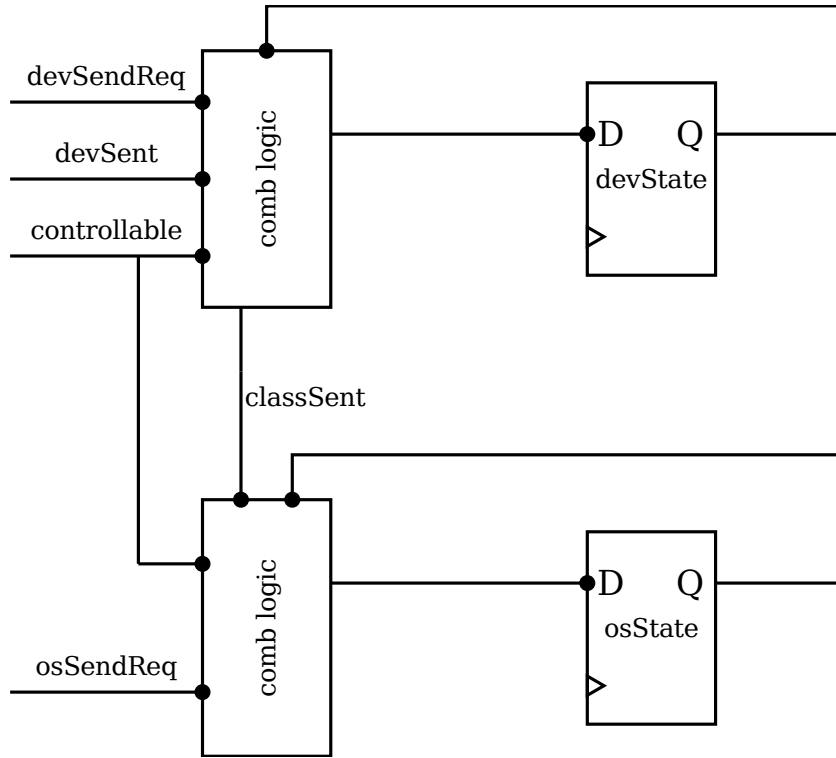 devSendReq
devSent
controllable
comb logic
D Q
devState
classSent
osSendReq
comb logic
D Q
osState